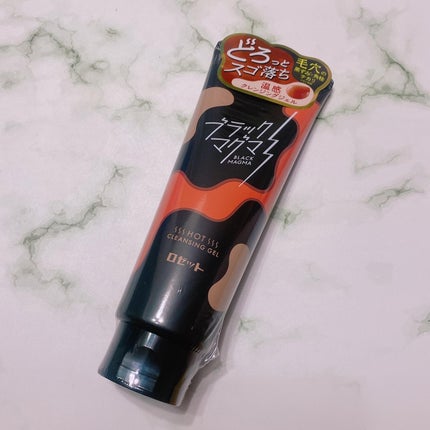 どろっと
スゴ落ち
毛穴の
温感
クレンジングジェル
ブラック
マグマ
BLACK
MAGMA
HOT
CLEANSING GEL
ロゼット